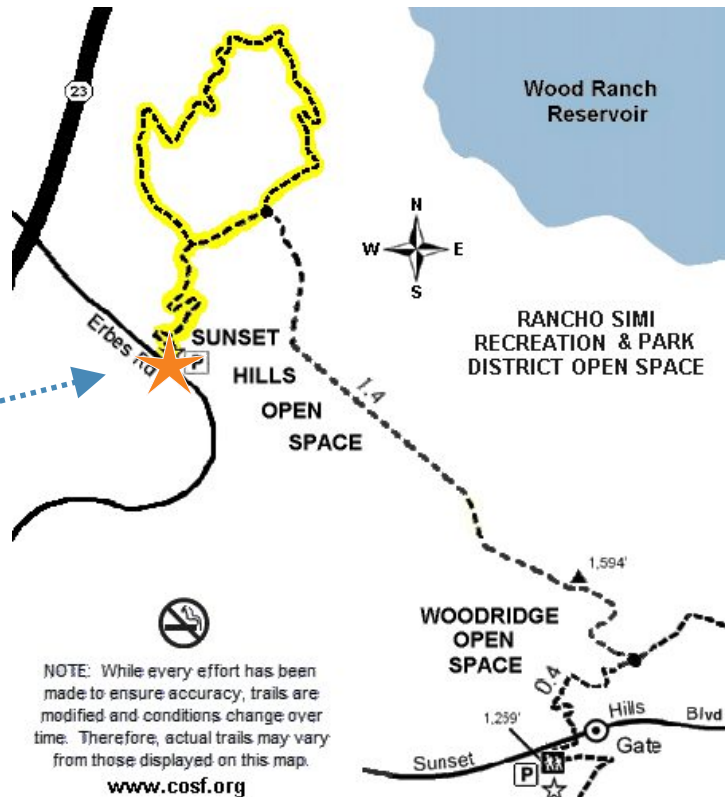 23
Wood Ranch
Reservoir
N
W E
S
RANCHO SIMI
RECREATION & PARK
DISTRICT OPEN SPACE
Erbes Rd
P
SUNSET
HILLS
OPEN
SPACE
1.4
1,594'
WOODRIDGE
OPEN
SPACE
0.4
1,259'
Sunset Hills Blvd
Gate
P
NOTE: While every effort has been
made to ensure accuracy, trails are
modified and conditions change over
time. Therefore, actual trails may vary
from those displayed on this map.
www.cosf.org